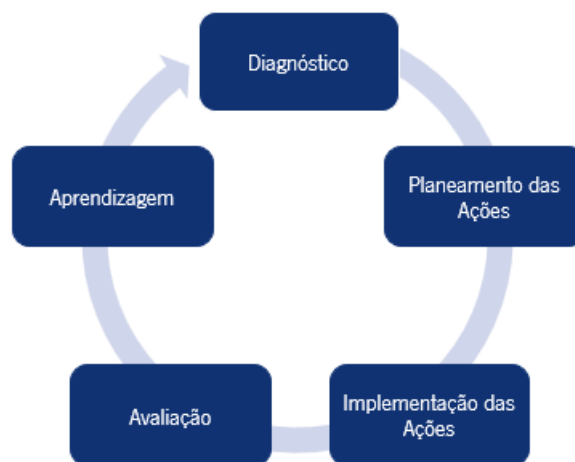 Diagnóstico
Planeamento das
Ações
Implementação das
Ações
Avaliação
Aprendizagem